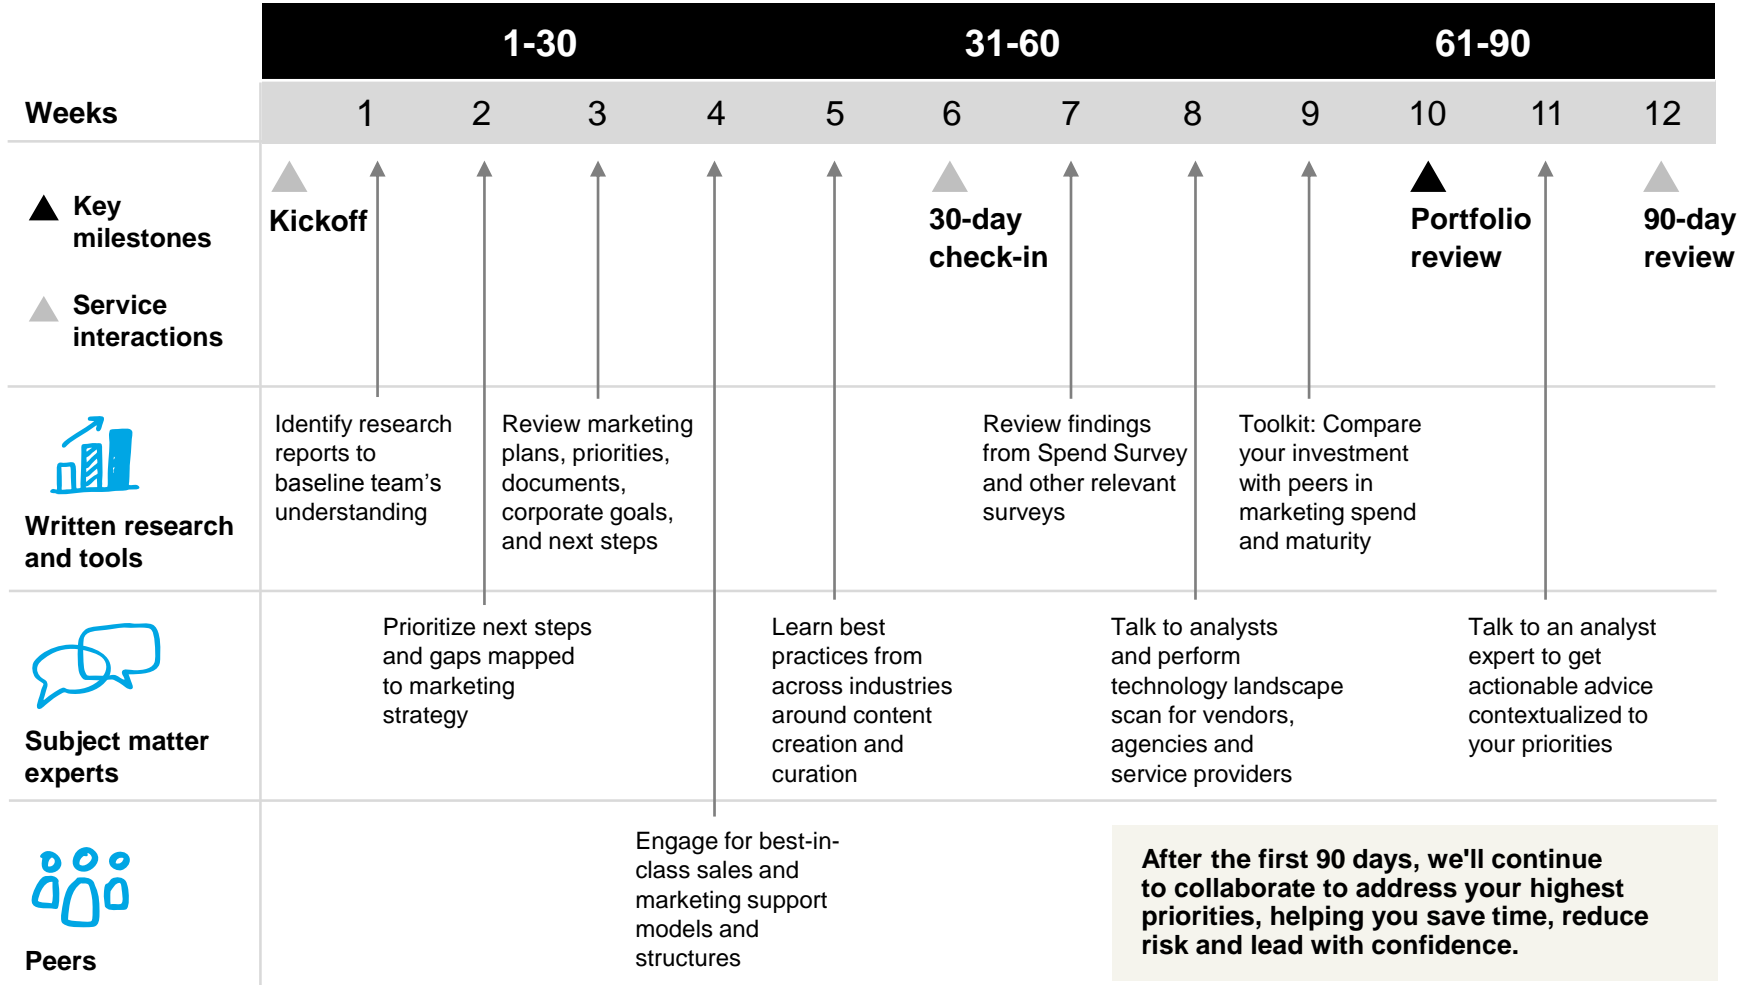 1-30
31-60
61-90
Weeks
1 2 3 4 5 6 7 8 9 10 11 12
Key
milestones
Service
interactions
Kickoff
30-day
check-in
Portfolio
review
90-day
review
Written research
and tools
Identify research
reports to
baseline team’s
understanding
Review marketing
plans, priorities,
documents,
corporate goals,
and next steps
Review findings
from Spend Survey
and other relevant
surveys
Toolkit: Compare
your investment
with peers in
marketing spend
and maturity
Subject matter
experts
Prioritize next steps
and gaps mapped
to marketing
strategy
Learn best
practices from
across industries
around content
creation and
curation
Talk to analysts
and perform
technology landscape
scan for vendors,
agencies and
service providers
Talk to an analyst
expert to get
actionable advice
contextualized to
your priorities
Peers
Engage for best-in-
class sales and
marketing support
models and
structures
After the first 90 days, we'll continue
to collaborate to address your highest
priorities, helping you save time, reduce
risk and lead with confidence.